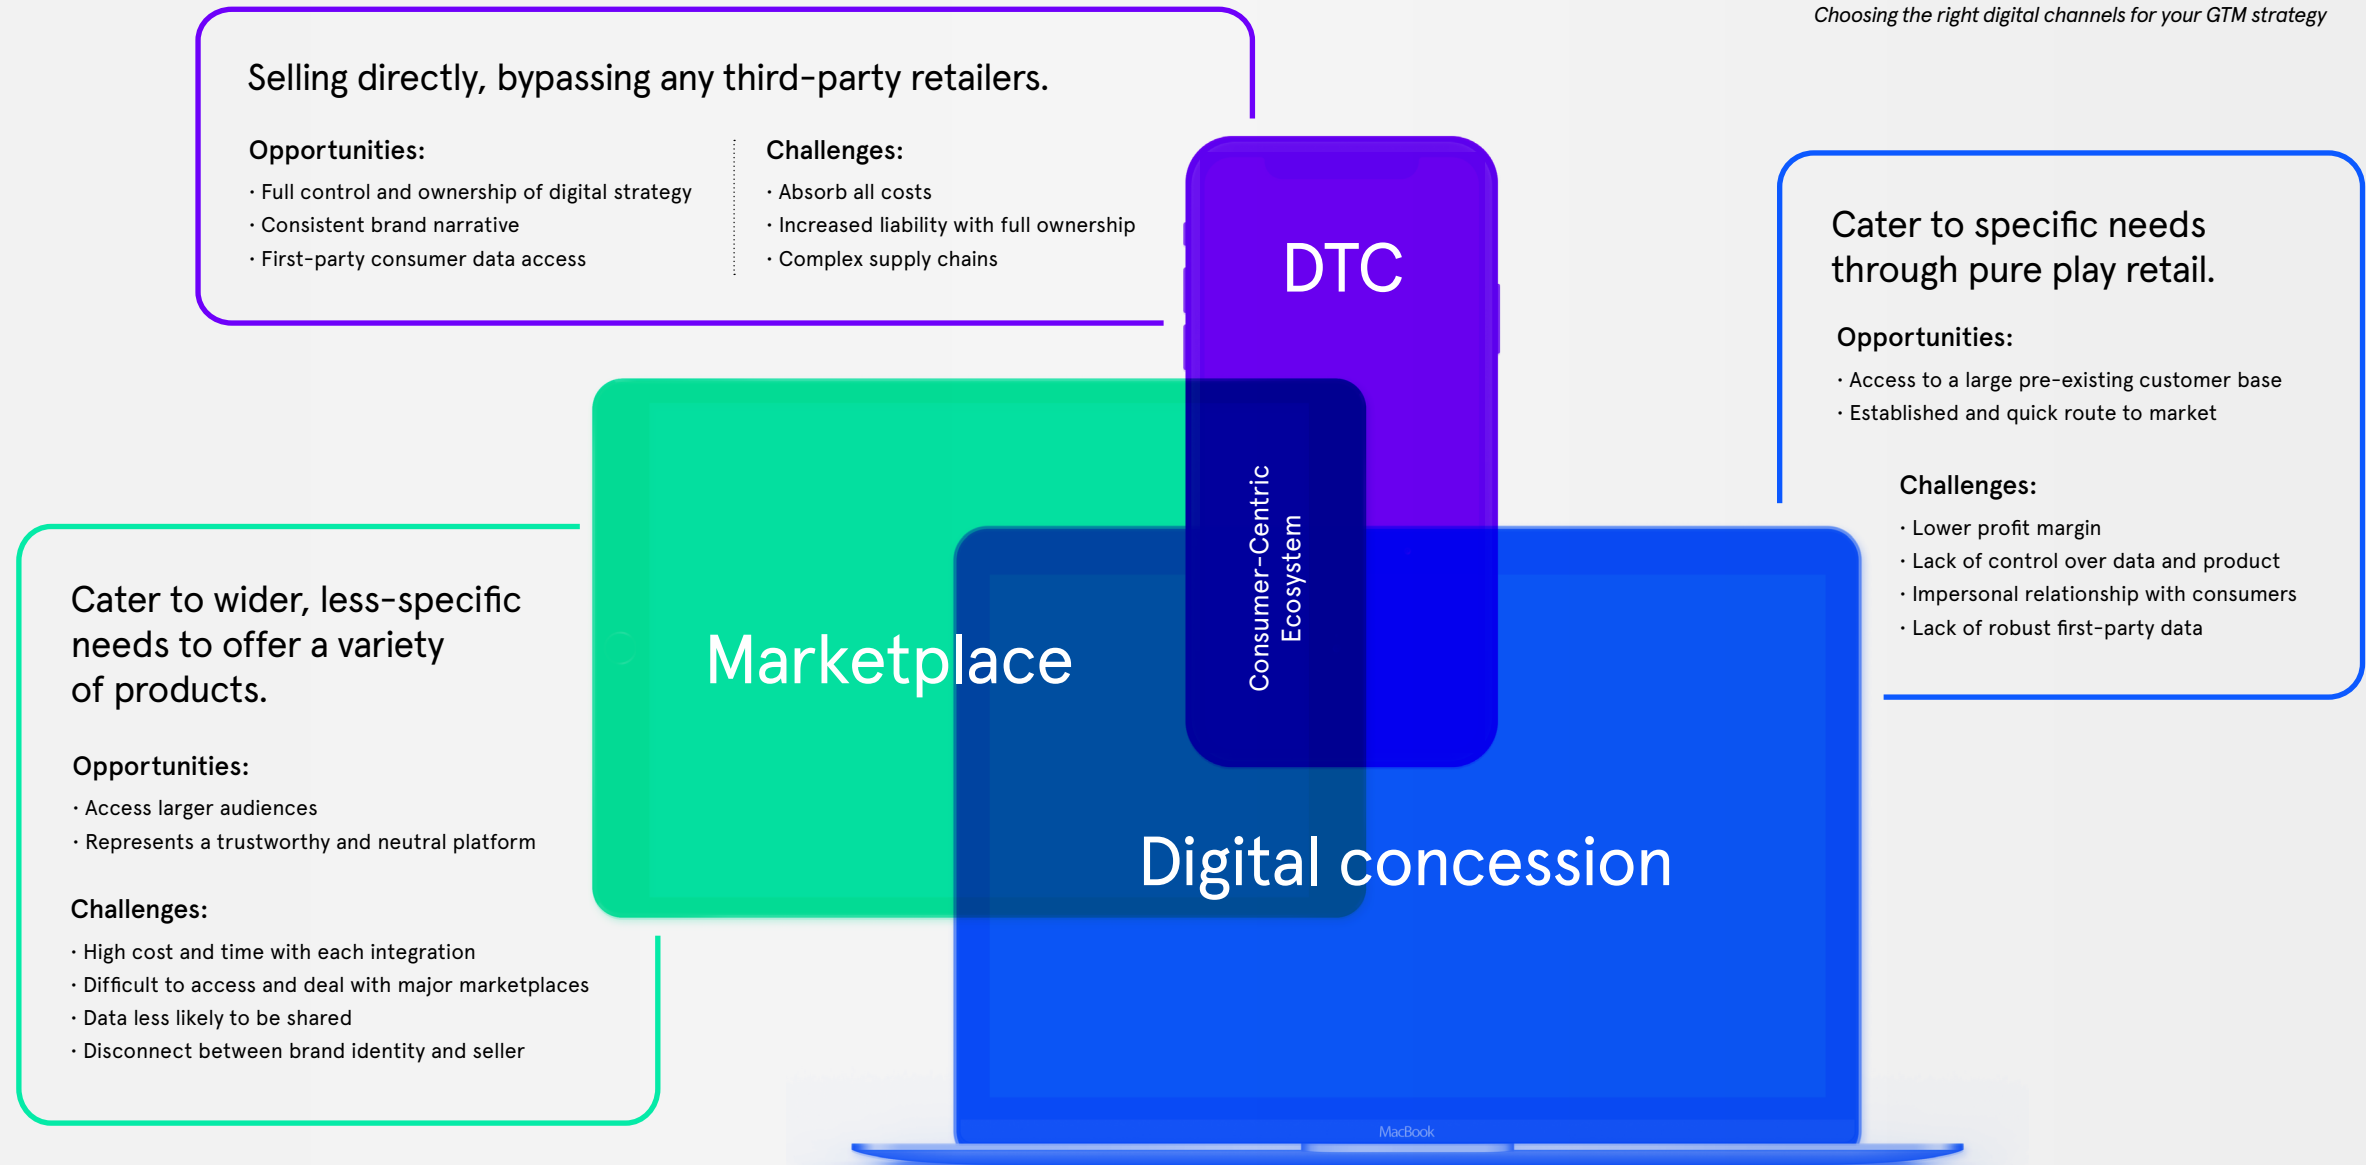 Choosing the right digital channels for your GTM strategy
Selling directly, bypassing any third-party retailers.
Opportunities:
· Full control and ownership of digital strategy
· Consistent brand narrative
· First-party consumer data access
Challenges:
· Absorb all costs
· Increased liability with full ownership
· Complex supply chains
DTC
Cater to specific needs
through pure play retail.
Opportunities:
· Access to a large pre-existing customer base
· Established and quick route to market
Challenges:
· Lower profit margin
· Lack of control over data and product
· Impersonal relationship with consumers
· Lack of robust first-party data
Consumer-Centric
Ecosystem
Marketplace
Digital concession
Cater to wider, less-specific
needs to offer a variety
of products.
Opportunities:
· Access larger audiences
· Represents a trustworthy and neutral platform
Challenges:
· High cost and time with each integration
· Difficult to access and deal with major marketplaces
· Data less likely to be shared
· Disconnect between brand identity and seller
MacBook